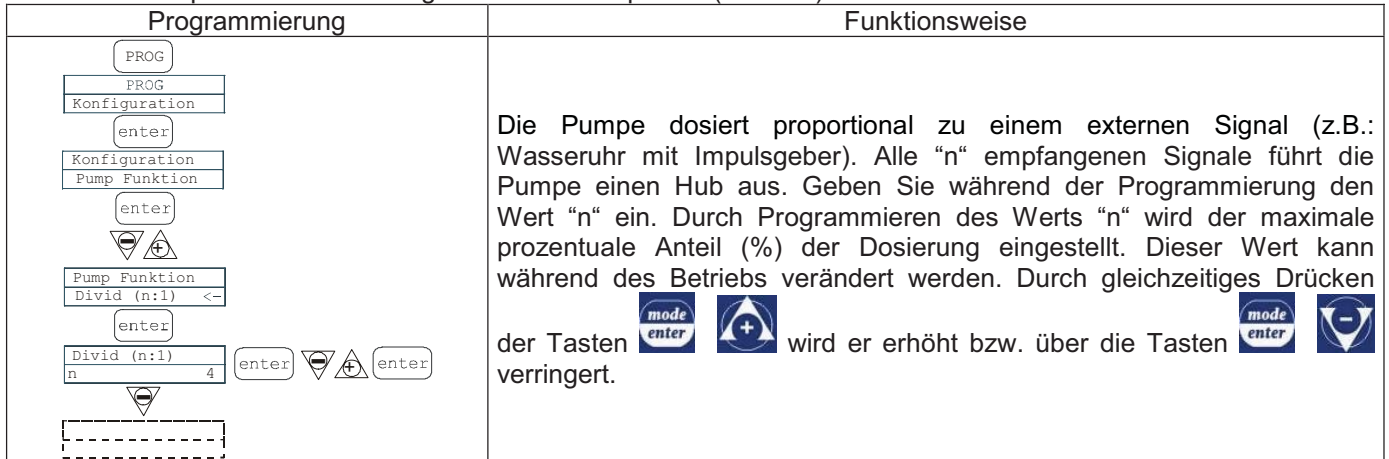 Programmierung
Funktionsweise
PROG
PROG
Konfiguration
enter
Konfiguration
Pump Funktion
enter
Pump Funktion
Divid (n:1) <-
enter
Divid (n:1)
n 4
enter
enter
Die Pumpe dosiert proportional zu einem externen Signal (z.B.:
Wasseruhr mit Impulsgeber). Alle “n“ empfangenen Signale führt die
Pumpe einen Hub aus. Geben Sie während der Programmierung den
Wert “n“ ein. Durch Programmieren des Werts “n“ wird der maximale
prozentuale Anteil (%) der Dosierung eingestellt. Dieser Wert kann
während des Betriebs verändert werden. Durch gleichzeitiges Drücken
der Tasten mode enter + wird er erhöht bzw. über die Tasten mode enter -
verringert.